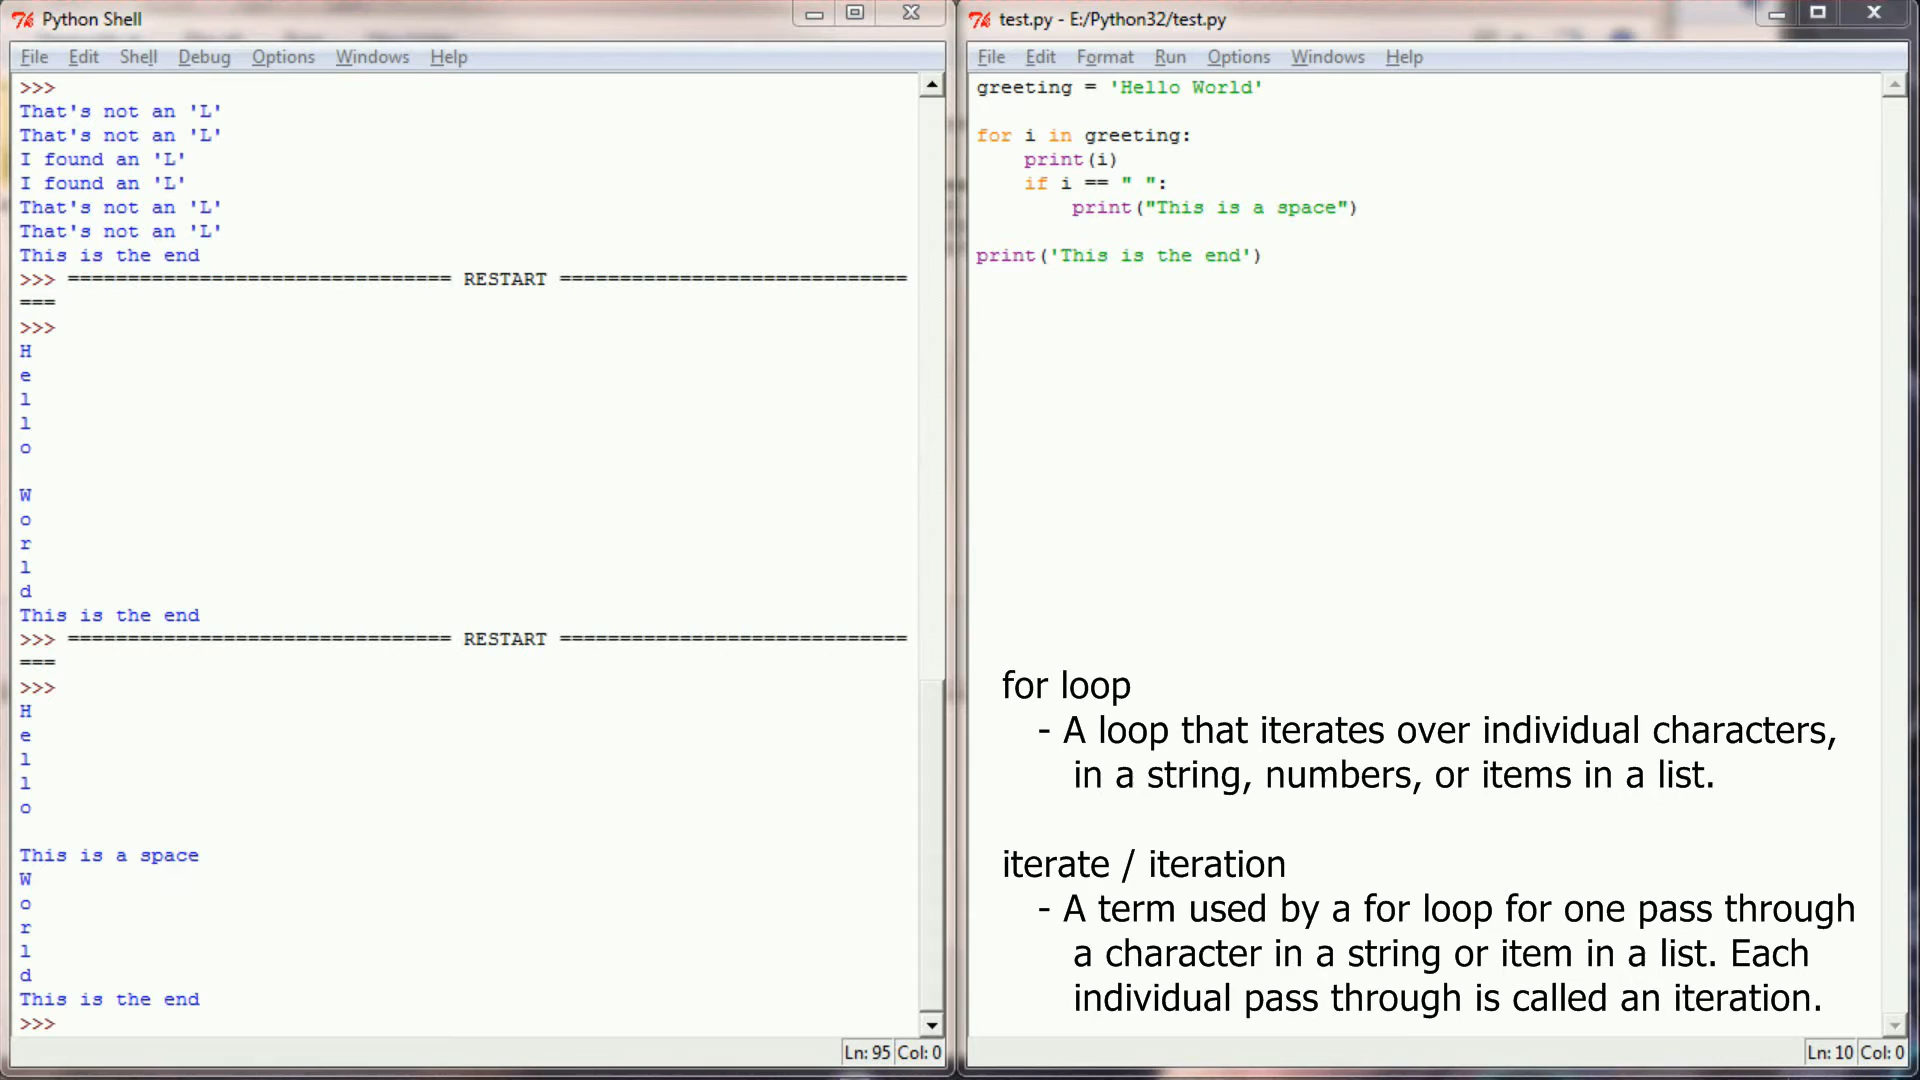 Python Shell
File Edit Shell Debug Options Windows Help
>>>
That's not an 'L'
That's not an 'L'
I found an 'L'
I found an 'L'
That's not an 'L'
That's not an 'L'
This is the end
>>> ================================ RESTART =============================
===
>>>
H
e
l
l
o
W
o
r
l
d
This is the end
>>> ================================ RESTART =============================
===
>>>
H
e
l
l
o
This is a space
W
o
r
l
d
This is the end
>>>
Ln: 95 Col: 0
test.py - E:/Python32/test.py
File Edit Format Run Options Windows Help
greeting = 'Hello World'
for i in greeting:
    print(i)
    if i == " ":
        print("This is a space")
print('This is the end')
for loop
- A loop that iterates over individual characters,
in a string, numbers, or items in a list.
iterate / iteration
- A term used by a for loop for one pass through
a character in a string or item in a list. Each
individual pass through is called an iteration.
Ln: 10 Col: 0